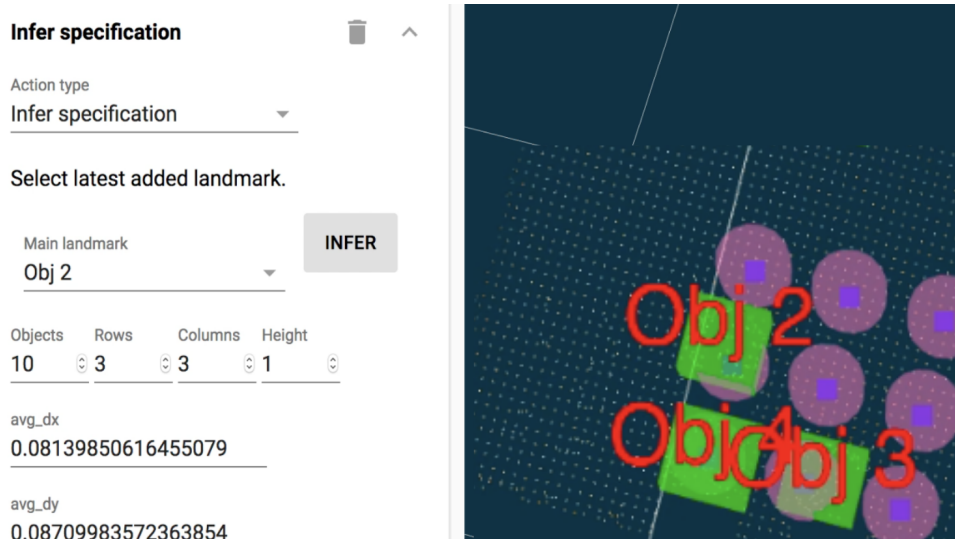 Infer specification
Action type
Infer specification
Select latest added landmark.
Main landmark
Obj 2
INFER
Objects Rows Columns Height
10 3 3 1
avg_dx
0.08139850616455079
avg_dy
0.08709983572363854
Obj 2
Obj 4
Obj 3